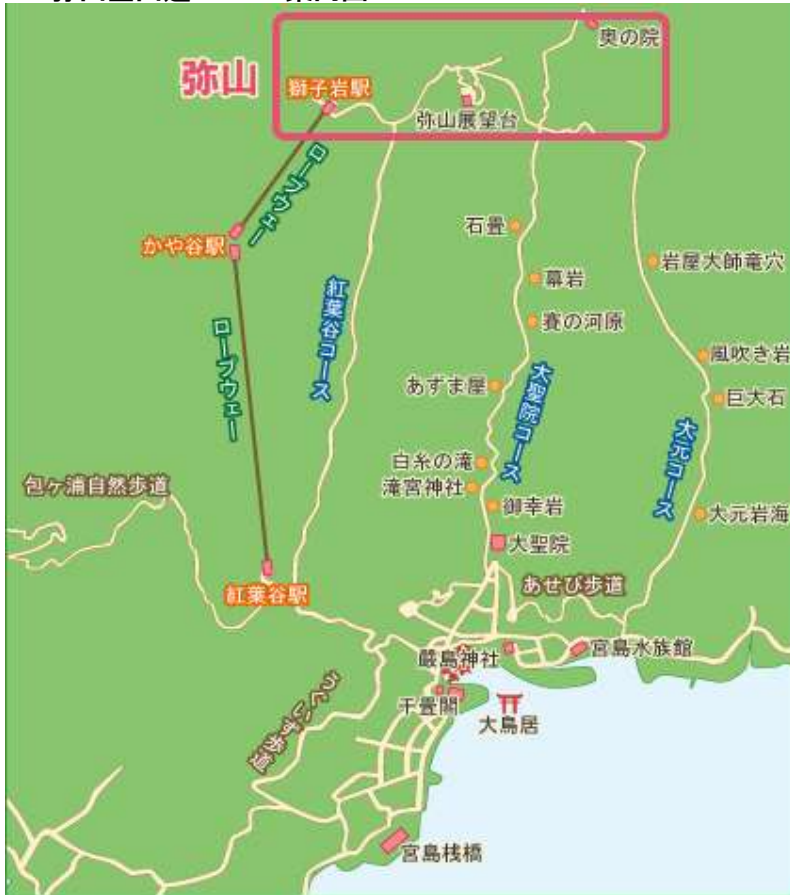 奥の院
弥山
獅子岩駅
弥山展望台
ロープウェー
石畳
かや谷駅
岩屋大師竜穴
幕岩
紅葉谷コース
賽の河原
ロープウェー
風吹き岩
あずま屋
大聖院コース
巨大石
大元コース
白糸の滝
包ヶ浦自然歩道
滝宮神社
御幸岩
大元岩海
大聖院
紅葉谷駅
あせび歩道
嚴島神社
宮島水族館
うぐいす歩道
千畳閣
大鳥居
宮島桟橋